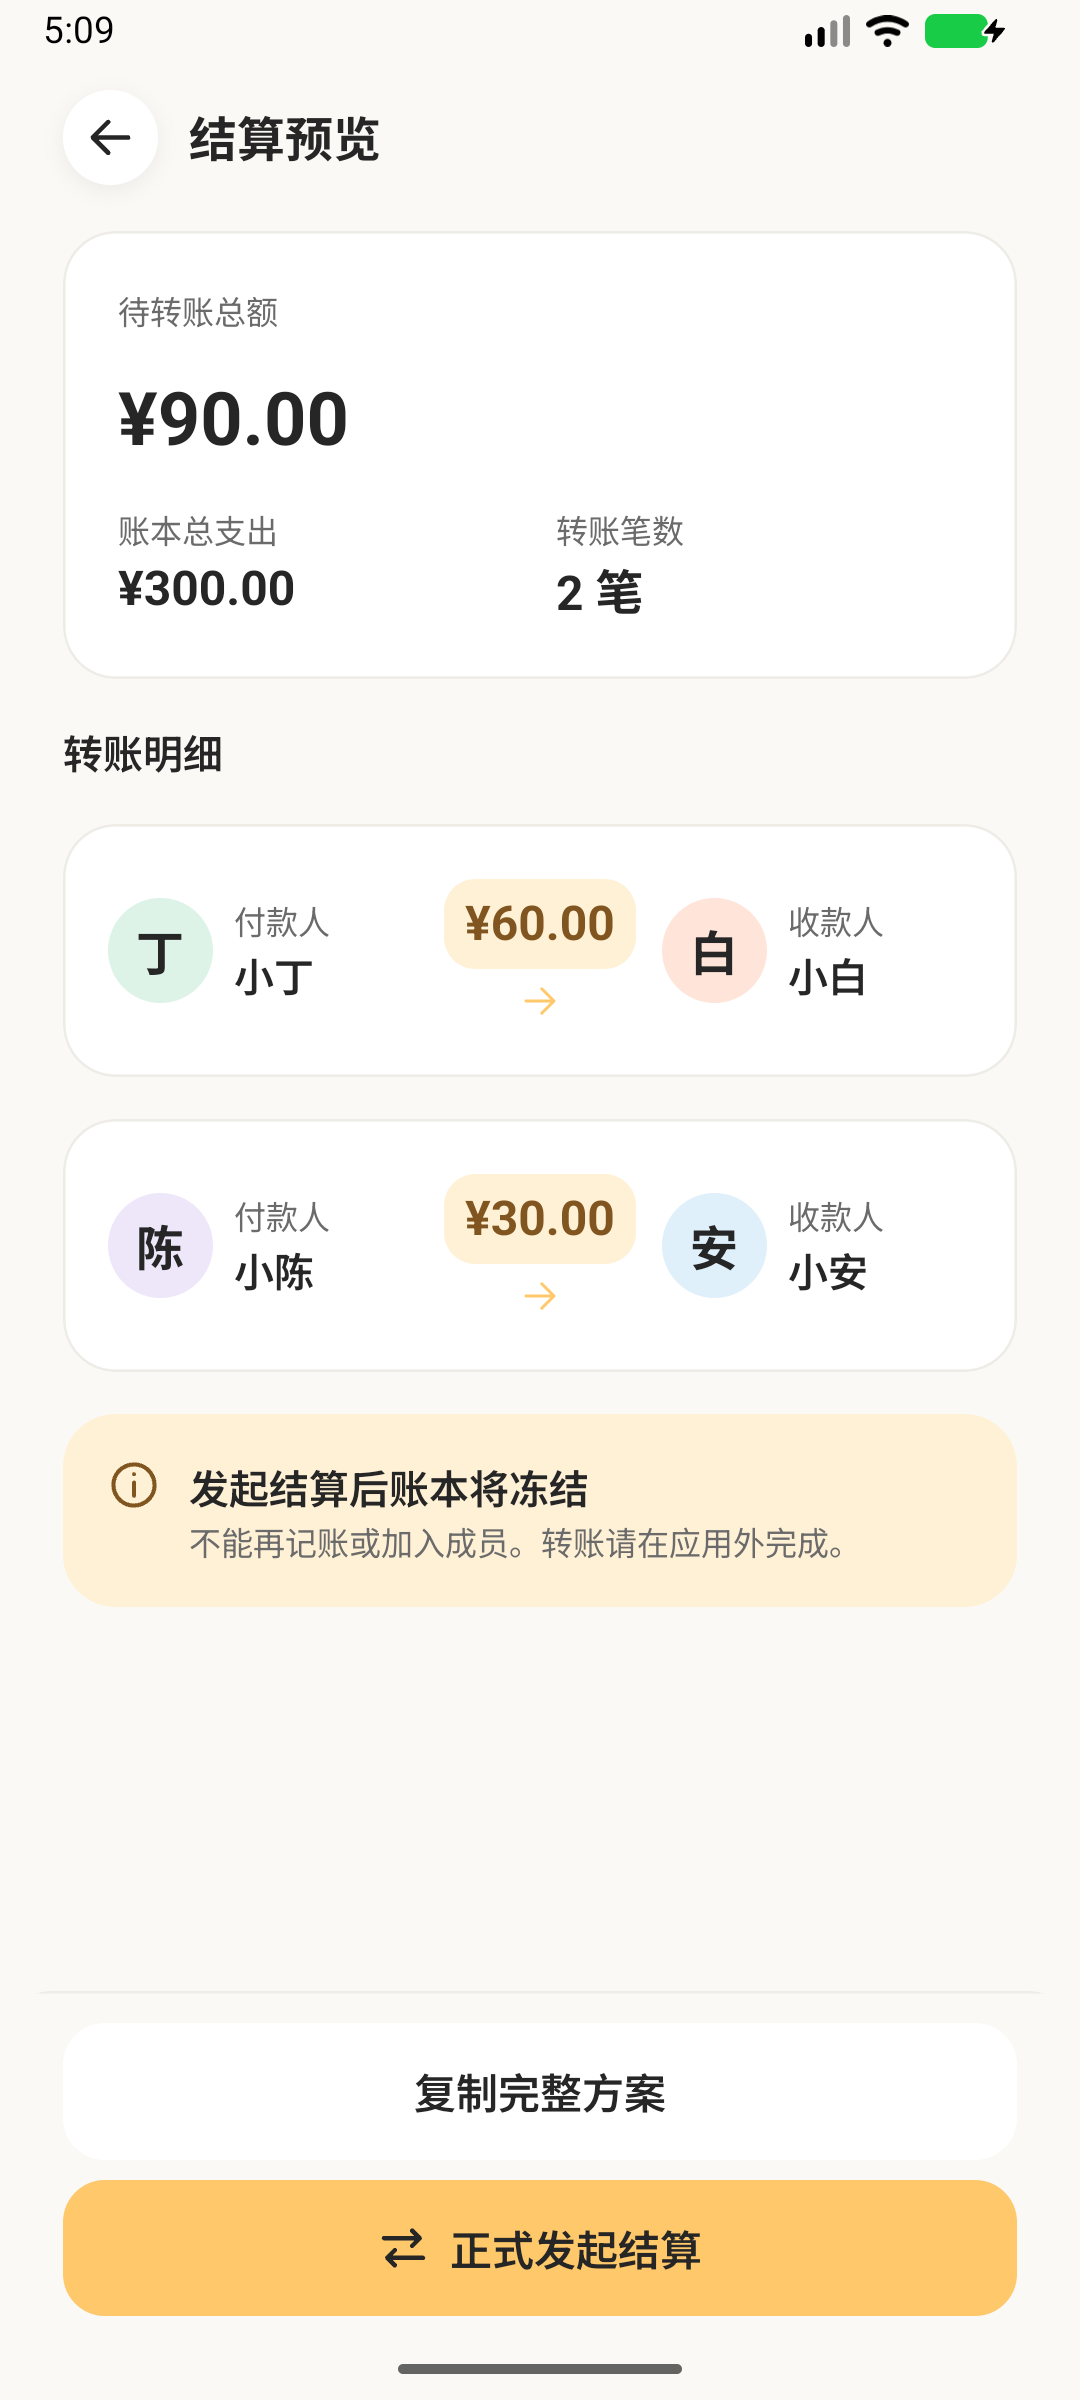 5:09
结算预览
待转账总额
¥90.00
账本总支出 转账笔数
¥300.00 2 笔
转账明细
丁 付款人 ¥60.00 白 收款人
小丁 小白
陈 付款人 ¥30.00 安 收款人
小陈 小安
发起结算后账本将冻结
不能再记账或加入成员。转账请在应用外完成。
复制完整方案
正式发起结算